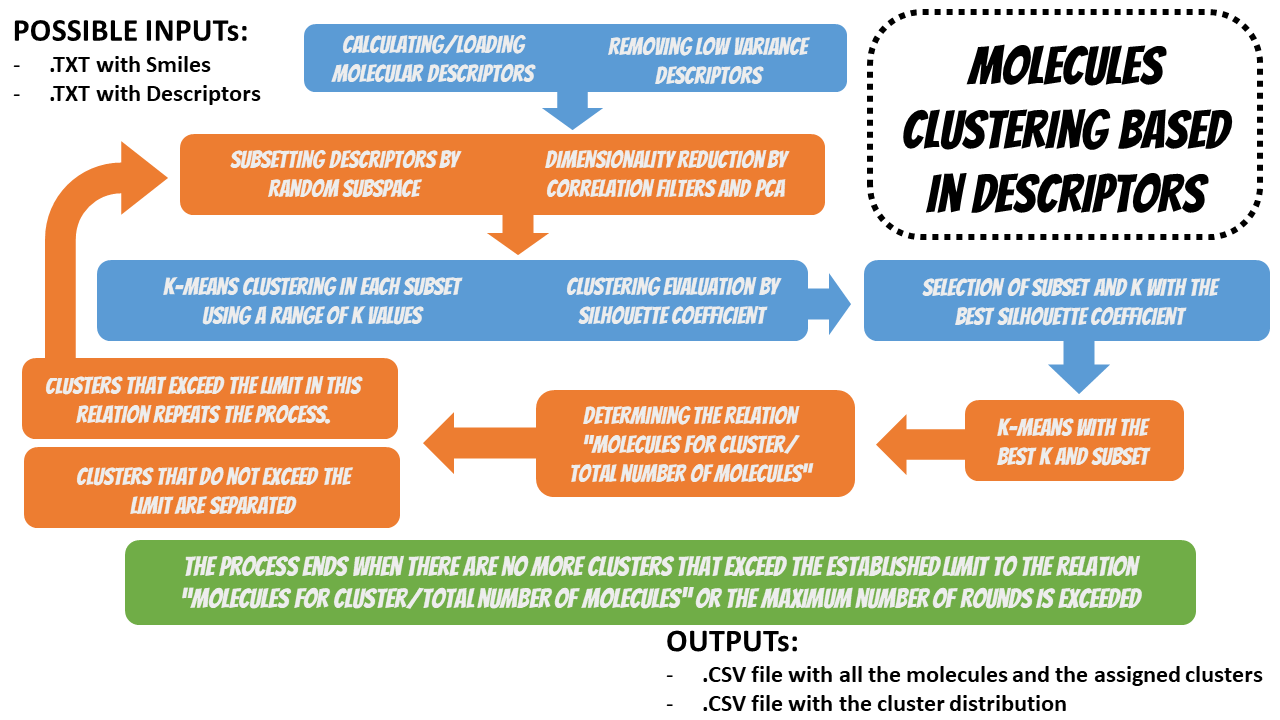 POSSIBLE INPUTs:
- .TXT with Smiles
- .TXT with Descriptors
CALCULATING/LOADING
MOLECULAR DESCRIPTORS
REMOVING LOW VARIANCE
DESCRIPTORS
MOLECULES
CLUSTERING BASED
IN DESCRIPTORS
SUBSETTING DESCRIPTORS BY
RANDOM SUBSPACE
DIMENSIONALITY REDUCTION BY
CORRELATION FILTERS AND PCA
K-MEANS CLUSTERING IN EACH SUBSET
USING A RANGE OF K VALUES
CLUSTERING EVALUATION BY
SILHOUETTE COEFFICIENT
SELECTION OF SUBSET AND K WITH THE
BEST SILHOUETTE COEFFICIENT
K-MEANS WITH THE
BEST K AND SUBSET
DETERMINING THE RELATION
"MOLECULES FOR CLUSTER/
TOTAL NUMBER OF MOLECULES"
CLUSTERS THAT EXCEED THE LIMIT IN THIS
RELATION REPEATS THE PROCESS.
CLUSTERS THAT DO NOT EXCEED THE
LIMIT ARE SEPARATED
THE PROCESS ENDS WHEN THERE ARE NO MORE CLUSTERS THAT EXCEED THE ESTABLISHED LIMIT TO THE RELATION
"MOLECULES FOR CLUSTER/TOTAL NUMBER OF MOLECULES" OR THE MAXIMUM NUMBER OF ROUNDS IS EXCEEDED
OUTPUTs:
- .CSV file with all the molecules and the assigned clusters
- .CSV file with the cluster distribution